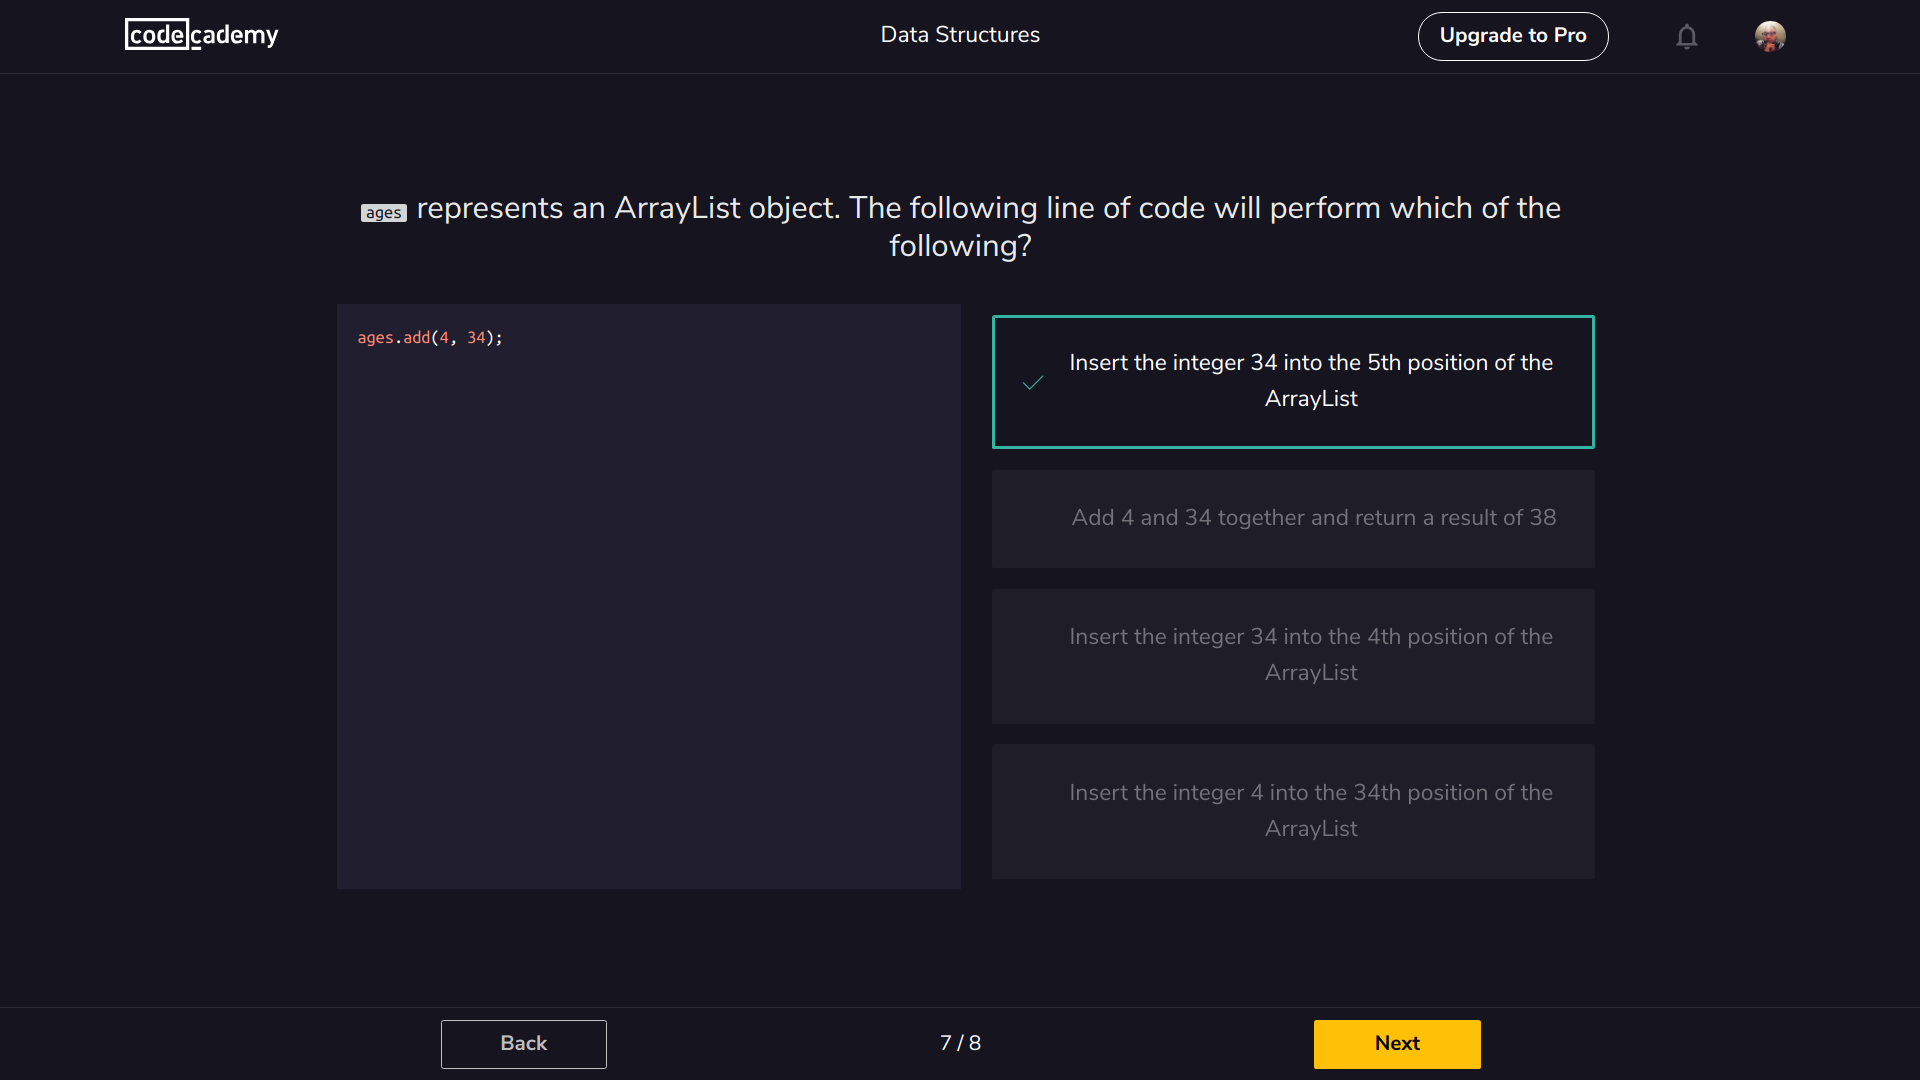 codecademy
Data Structures
Upgrade to Pro
ages represents an ArrayList object. The following line of code will perform which of the
following?
ages.add(4, 34);
Insert the integer 34 into the 5th position of the
ArrayList
Add 4 and 34 together and return a result of 38
Insert the integer 34 into the 4th position of the
ArrayList
Insert the integer 4 into the 34th position of the
ArrayList
Back
7 / 8
Next